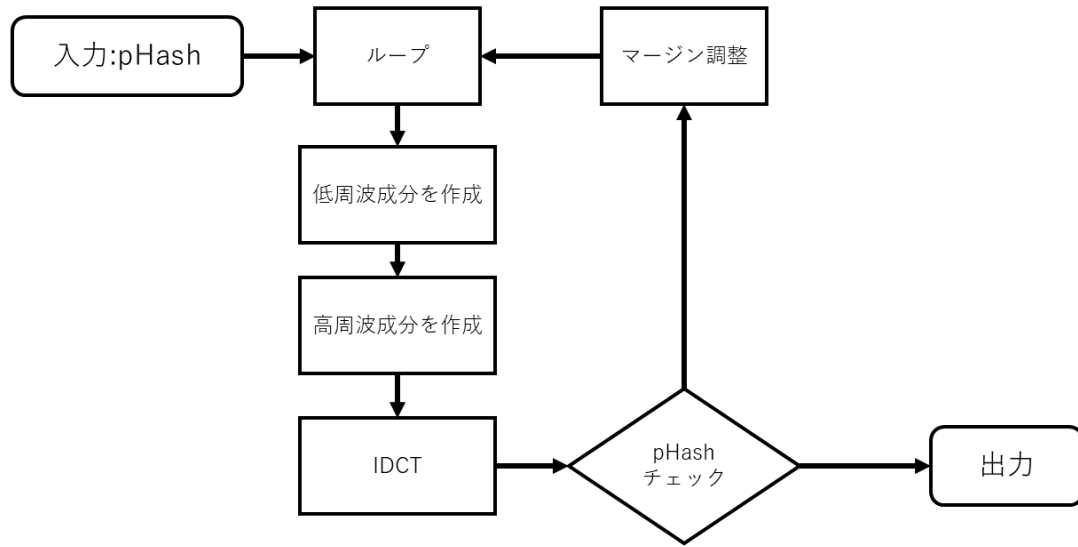 入力:pHash
ループ
マージン調整
低周波成分を作成
高周波成分を作成
IDCT
pHash
チェック
出力